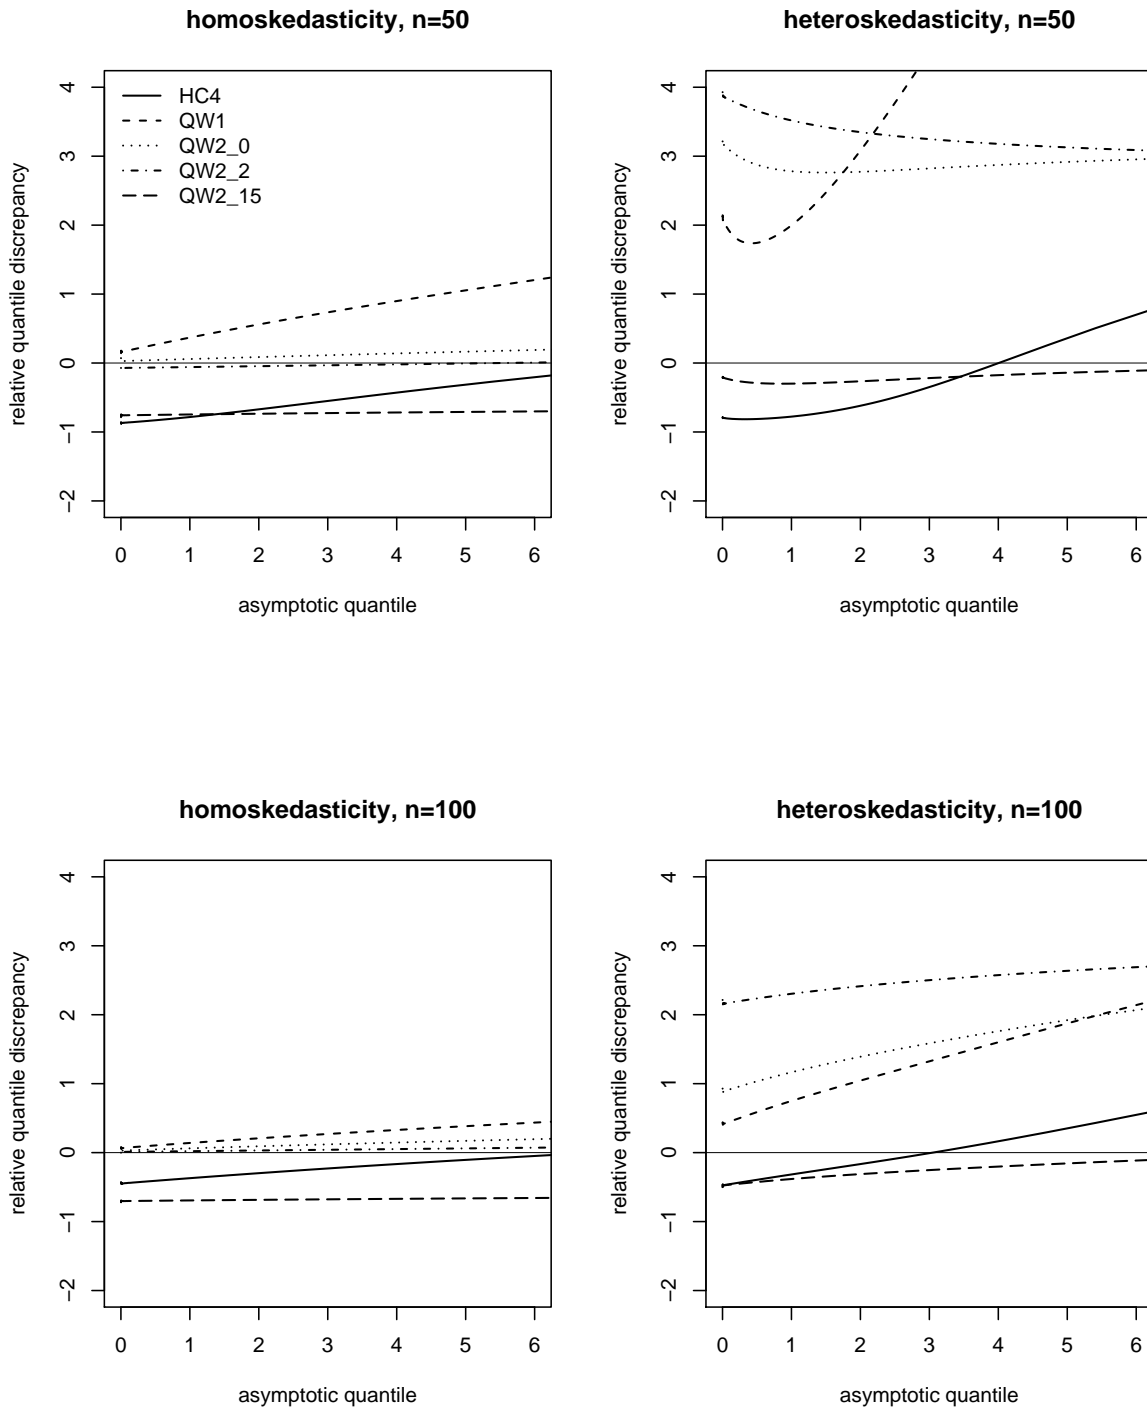 homoskedasticity, n=50
relative quantile discrepancy
4
3
2
1
0
−1
−2
HC4
QW1
QW2_0
QW2_2
QW2_15
0 1 2 3 4 5 6
asymptotic quantile
heteroskedasticity, n=50
relative quantile discrepancy
4
3
2
1
0
−1
−2
0 1 2 3 4 5 6
asymptotic quantile
homoskedasticity, n=100
relative quantile discrepancy
4
3
2
1
0
−1
−2
0 1 2 3 4 5 6
asymptotic quantile
heteroskedasticity, n=100
relative quantile discrepancy
4
3
2
1
0
−1
−2
0 1 2 3 4 5 6
asymptotic quantile